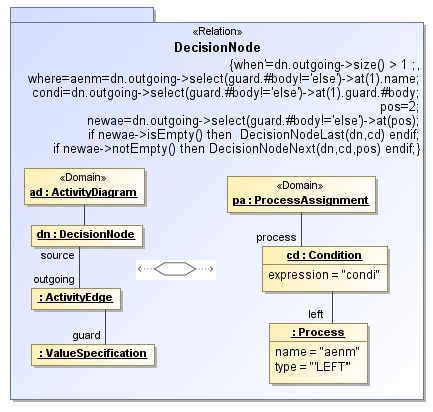 «Relation»
DecisionNode
{when'=dn.outgoing->size() > 1 ;,
where=aenm=dn.outgoing->select(guard.#body!='else')->at(1).name;
condi=dn.outgoing->select(guard.#body!='else')->at(1).guard.#body;
pos=2;
newae=dn.outgoing->select(guard.#body!='else')->at(pos);
if newae->isEmpty() then DecisionNodeLast(dn,cd) endif;
if newae->notEmpty() then DecisionNodeNext(dn,cd,pos) endif;}
«Domain»
ad : ActivityDiagram
dn : DecisionNode
source
outgoing
: ActivityEdge
guard
: ValueSpecification
«Domain»
pa : ProcessAssignment
process
cd : Condition
expression = "condi"
left
: Process
name = "aenm"
type = "'LEFT'"